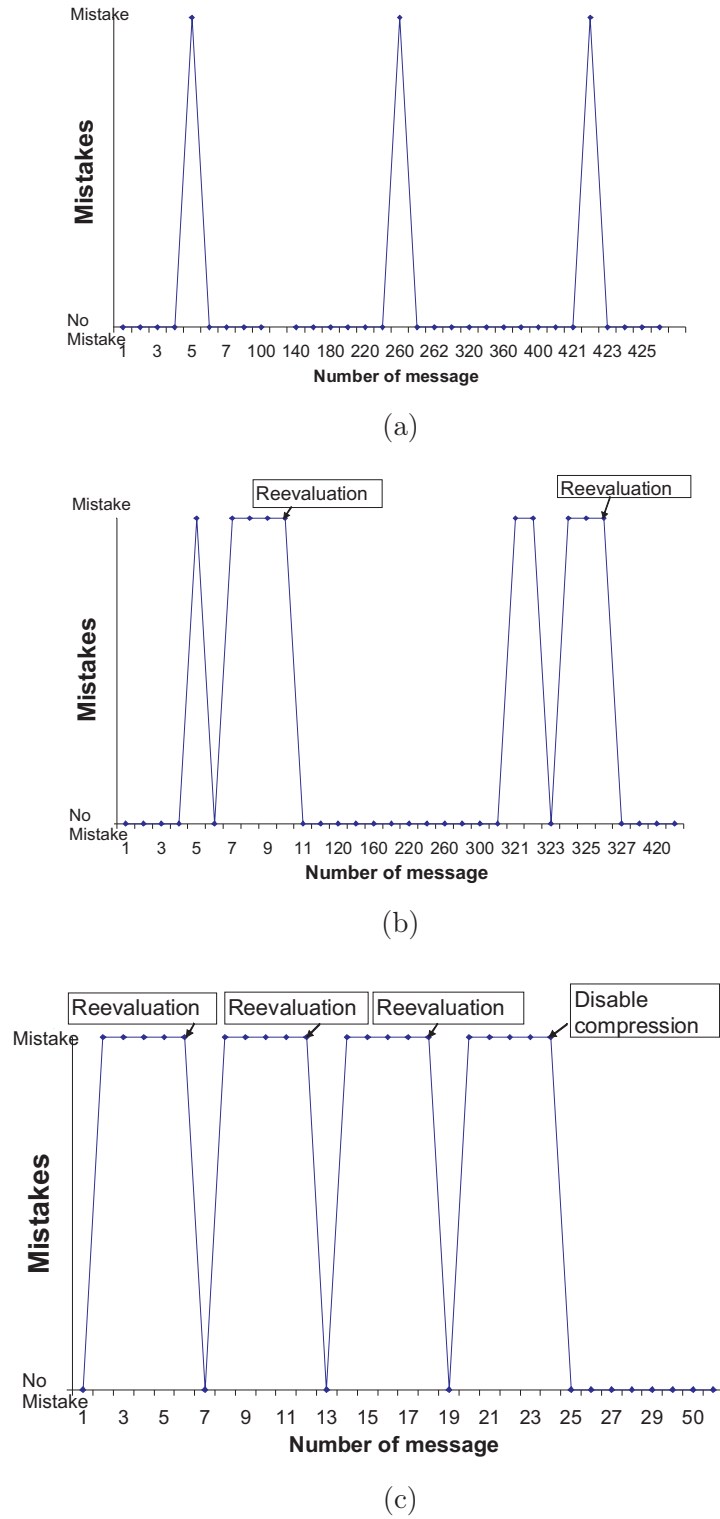 Mistake
Mistakes
No
Mistake
1 3 5 7 100 140 180 220 260 262 320 360 400 421 423 425
Number of message
(a)
Reevaluation
Reevaluation
Mistake
Mistakes
No
Mistake
1 3 5 7 9 11 120 160 220 260 300 321 323 325 327 420
Number of message
(b)
Reevaluation
Reevaluation
Reevaluation
Disable
compression
Mistake
Mistakes
No
Mistake
1 3 5 7 9 11 13 15 17 19 21 23 25 27 29 50
Number of message
(c)